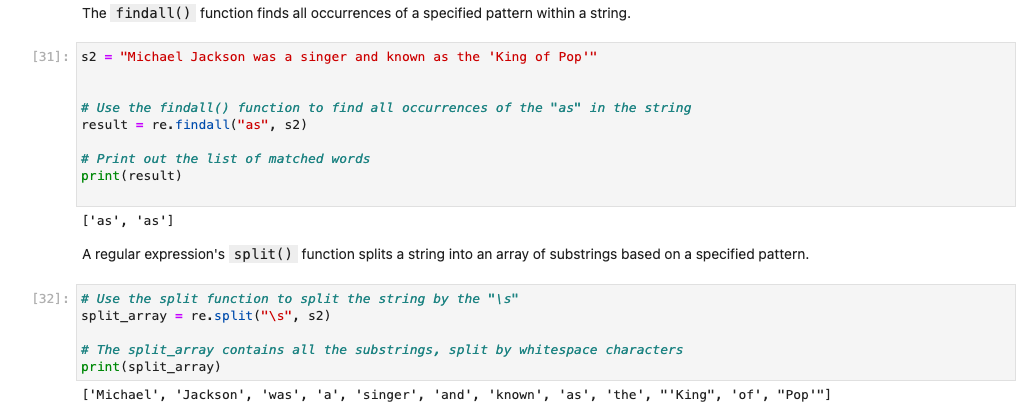 The findall() function finds all occurrences of a specified pattern within a string.
[31]: s2 = "Michael Jackson was a singer and known as the 'King of Pop'"
# Use the findall() function to find all occurrences of the "as" in the string
result = re.findall("as", s2)
# Print out the list of matched words
print(result)
['as', 'as']
A regular expression's split() function splits a string into an array of substrings based on a specified pattern.
[32]: # Use the split function to split the string by the "\s"
split_array = re.split("\s", s2)
# The split_array contains all the substrings, split by whitespace characters
print(split_array)
['Michael', 'Jackson', 'was', 'a', 'singer', 'and', 'known', 'as', 'the', "'King", 'of', "Pop'"]